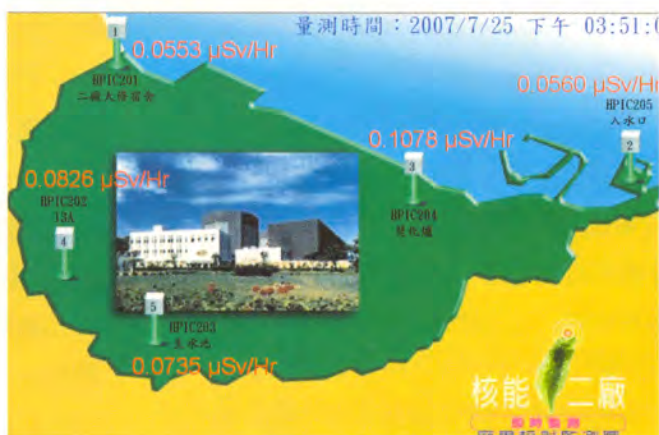 量測時間：2007/7/25 下午 03:51:0
1
0.0553 μSv/Hr
HPIC201
二廠大修宿舍
0.0560 μSv/Hr
HPIC205
入水口
2
0.1078 μSv/Hr
3
HPIC204
焚化爐
0.0826 μSv/Hr
HPIC202
13A
4
5
HPIC203
生水池
0.0735 μSv/Hr
核能二廠